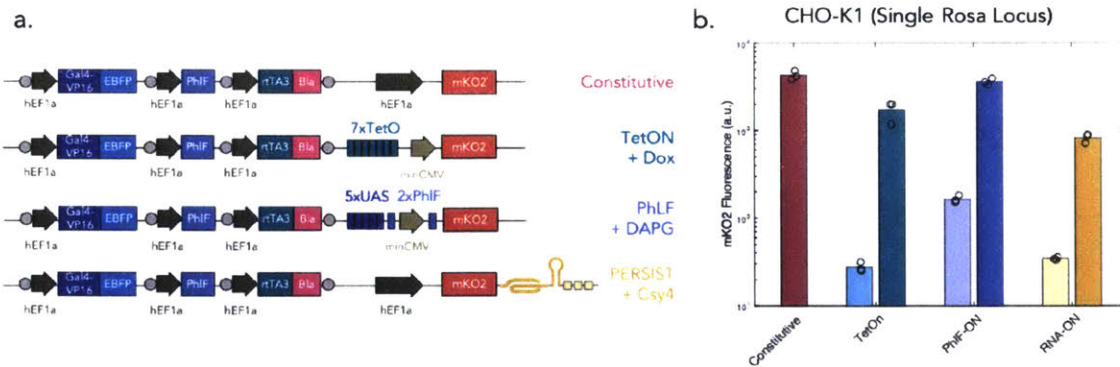 a.
Gal4-
VP16 EBFP PhlF rtTA3 Bla mKO2
hEF1a hEF1a hEF1a hEF1a
Constitutive
7xTetO
Gal4-
VP16 EBFP PhlF rtTA3 Bla mKO2
hEF1a hEF1a hEF1a minCMV
TetON
+ Dox
5xUAS 2xPhlF
Gal4-
VP16 EBFP PhlF rtTA3 Bla mKO2
hEF1a hEF1a hEF1a minCMV
PhLF
+ DAPG
Gal4-
VP16 EBFP PhlF rtTA3 Bla mKO2
hEF1a hEF1a hEF1a hEF1a
PERSIST
+ Csy4
b.
CHO-K1 (Single Rosa Locus)
mKO2 Fluorescence (a.u.)
Constitutive
TetOn
PhlF-ON
RNA-ON